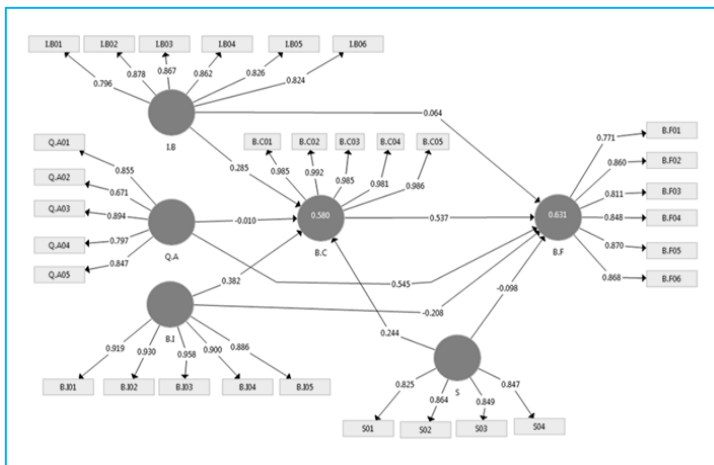 I.B01 I.B02 I.B03 I.B04 I.B05 I.B06
0.796 0.878 0.867 0.862 0.826 0.824
I.B
0.064
0.285
Q.A01
Q.A02
Q.A03
Q.A04
Q.A05
0.855
0.671
0.894
0.797
0.847
Q.A
-0.010
0.545
B.C01 B.C02 B.C03 B.C04 B.C05
0.985 0.992 0.985 0.981 0.986
0.580
B.C
0.537
0.771
0.860
0.811
0.848
0.870
0.868
B.F01
B.F02
B.F03
B.F04
B.F05
B.F06
0.631
B.F
0.382
-0.208
B.I
0.919 0.930 0.958 0.900 0.886
B.I01 B.I02 B.I03 B.I04 B.I05
-0.098
0.244
S
0.825 0.864 0.849 0.847
S01 S02 S03 S04